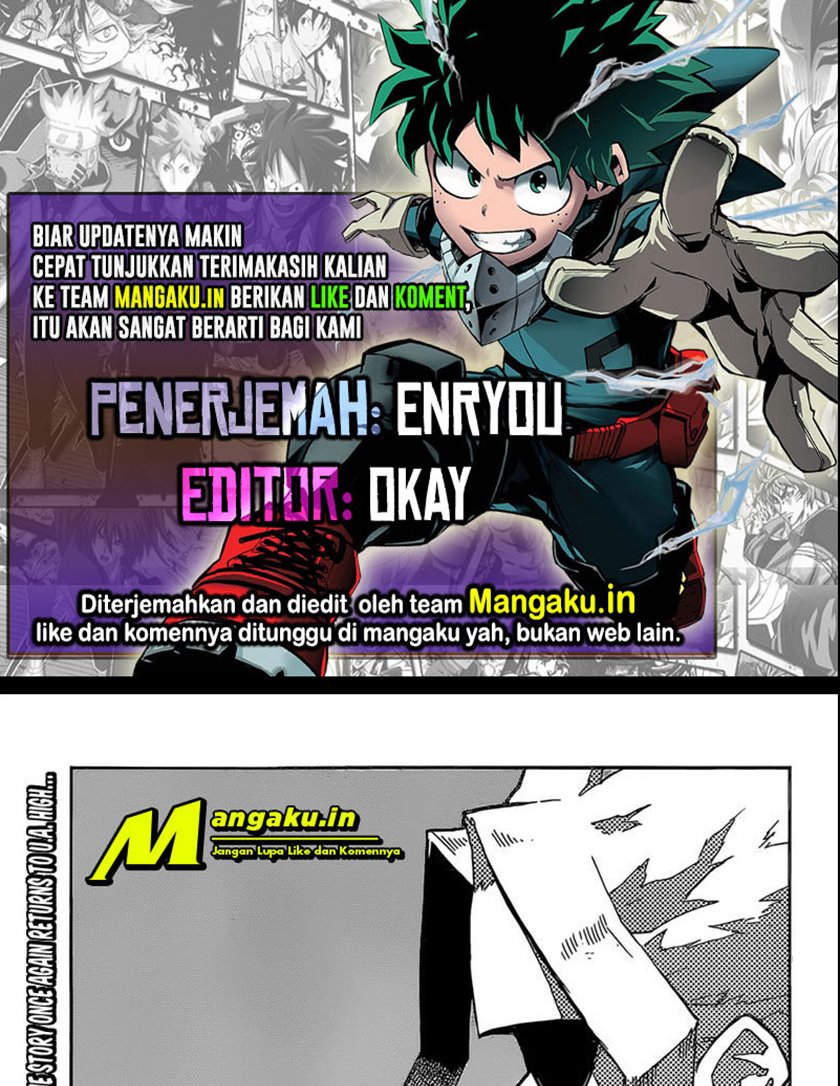 BIAR UPDATENYA MAKIN
CEPAT TUNJUKKAN TERIMAKASIH KALIAN
KE TEAM MANGAKU.IN BERIKAN LIKE DAN KOMENT,
ITU AKAN SANGAT BERARTI BAGI KAMI
PENERJEMAH: ENRYOU
EDITOR: OKAY
Diterjemahkan dan diedit oleh team Mangaku.in
like dan komennya ditunggu di mangaku yah, bukan web lain.
Mangaku.in
Jangan Lupa Like dan Komennya
STORY ONCE AGAIN RETURNS TO U.A. HIGH...